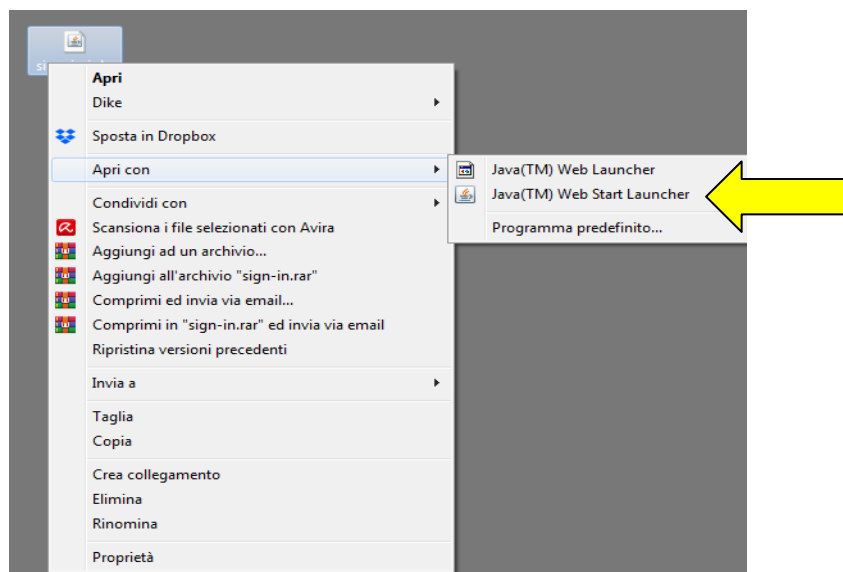 Apri
Dike
Sposta in Dropbox
Apri con
Java(TM) Web Launcher
Java(TM) Web Start Launcher
Programma predefinito...
Condividi con
Scansiona i file selezionati con Avira
Aggiungi ad un archivio...
Aggiungi all'archivio "sign-in.rar"
Comprimi ed invia via email...
Comprimi in "sign-in.rar" ed invia via email
Ripristina versioni precedenti
Invia a
Taglia
Copia
Crea collegamento
Elimina
Rinomina
Proprietà